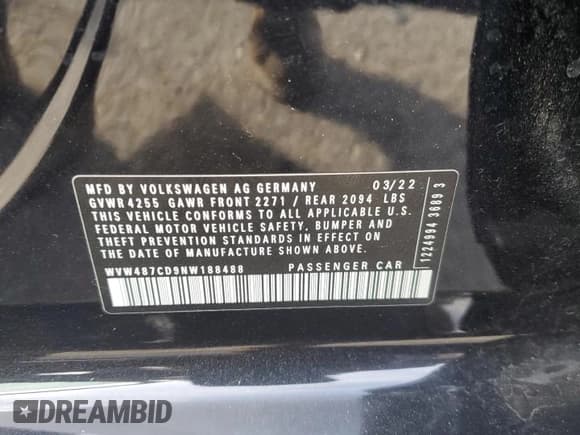 MFD BY VOLKSWAGEN AG GERMANY 03/22
GVWR 4255 GAWR FRONT 2271 / REAR 2094 LBS
THIS VEHICLE CONFORMS TO ALL APPLICABLE U.S.
FEDERAL MOTOR VEHICLE SAFETY, BUMPER AND
THEFT PREVENTION STANDARDS IN EFFECT ON
THE DATE OF MANUFACTURE SHOWN ABOVE.
WVW487CD9NW188488 PASSENGER CAR
1224994 3689 3
DREAMBID